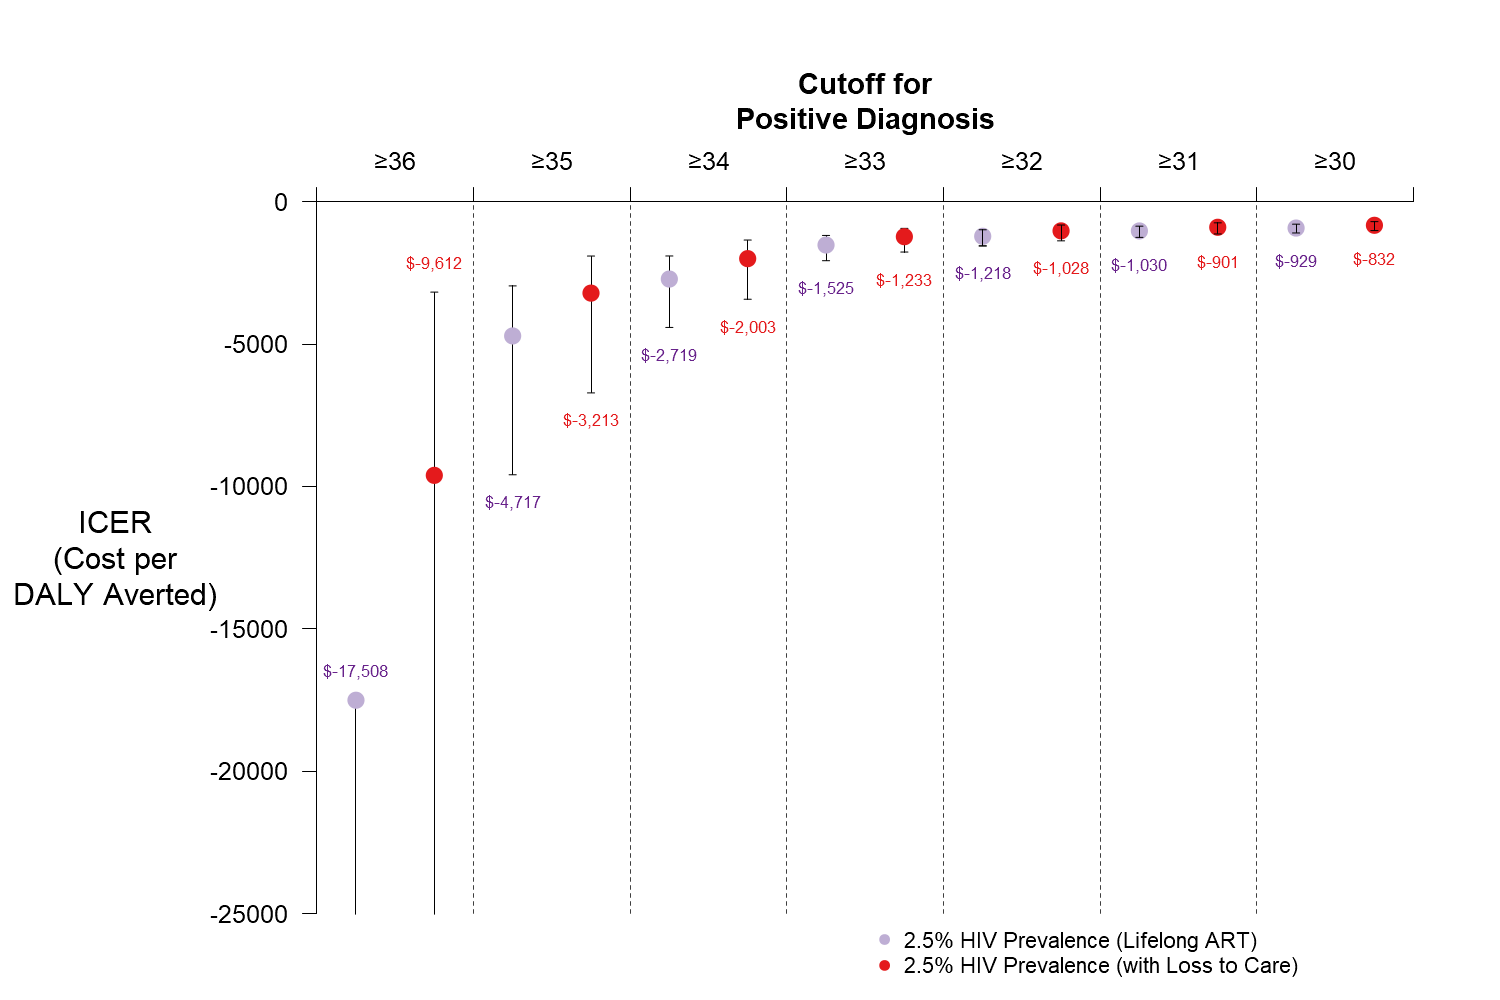 Cutoff for
Positive Diagnosis
≥36 ≥35 ≥34 ≥33 ≥32 ≥31 ≥30
0
-5000
-10000
-15000
-20000
-25000
ICER
(Cost per
DALY Averted)
$-17,508
$-9,612
$-4,717
$-3,213
$-2,719
$-2,003
$-1,525
$-1,233
$-1,218
$-1,028
$-1,030
$-901
$-929
$-832
2.5% HIV Prevalence (Lifelong ART)
2.5% HIV Prevalence (with Loss to Care)